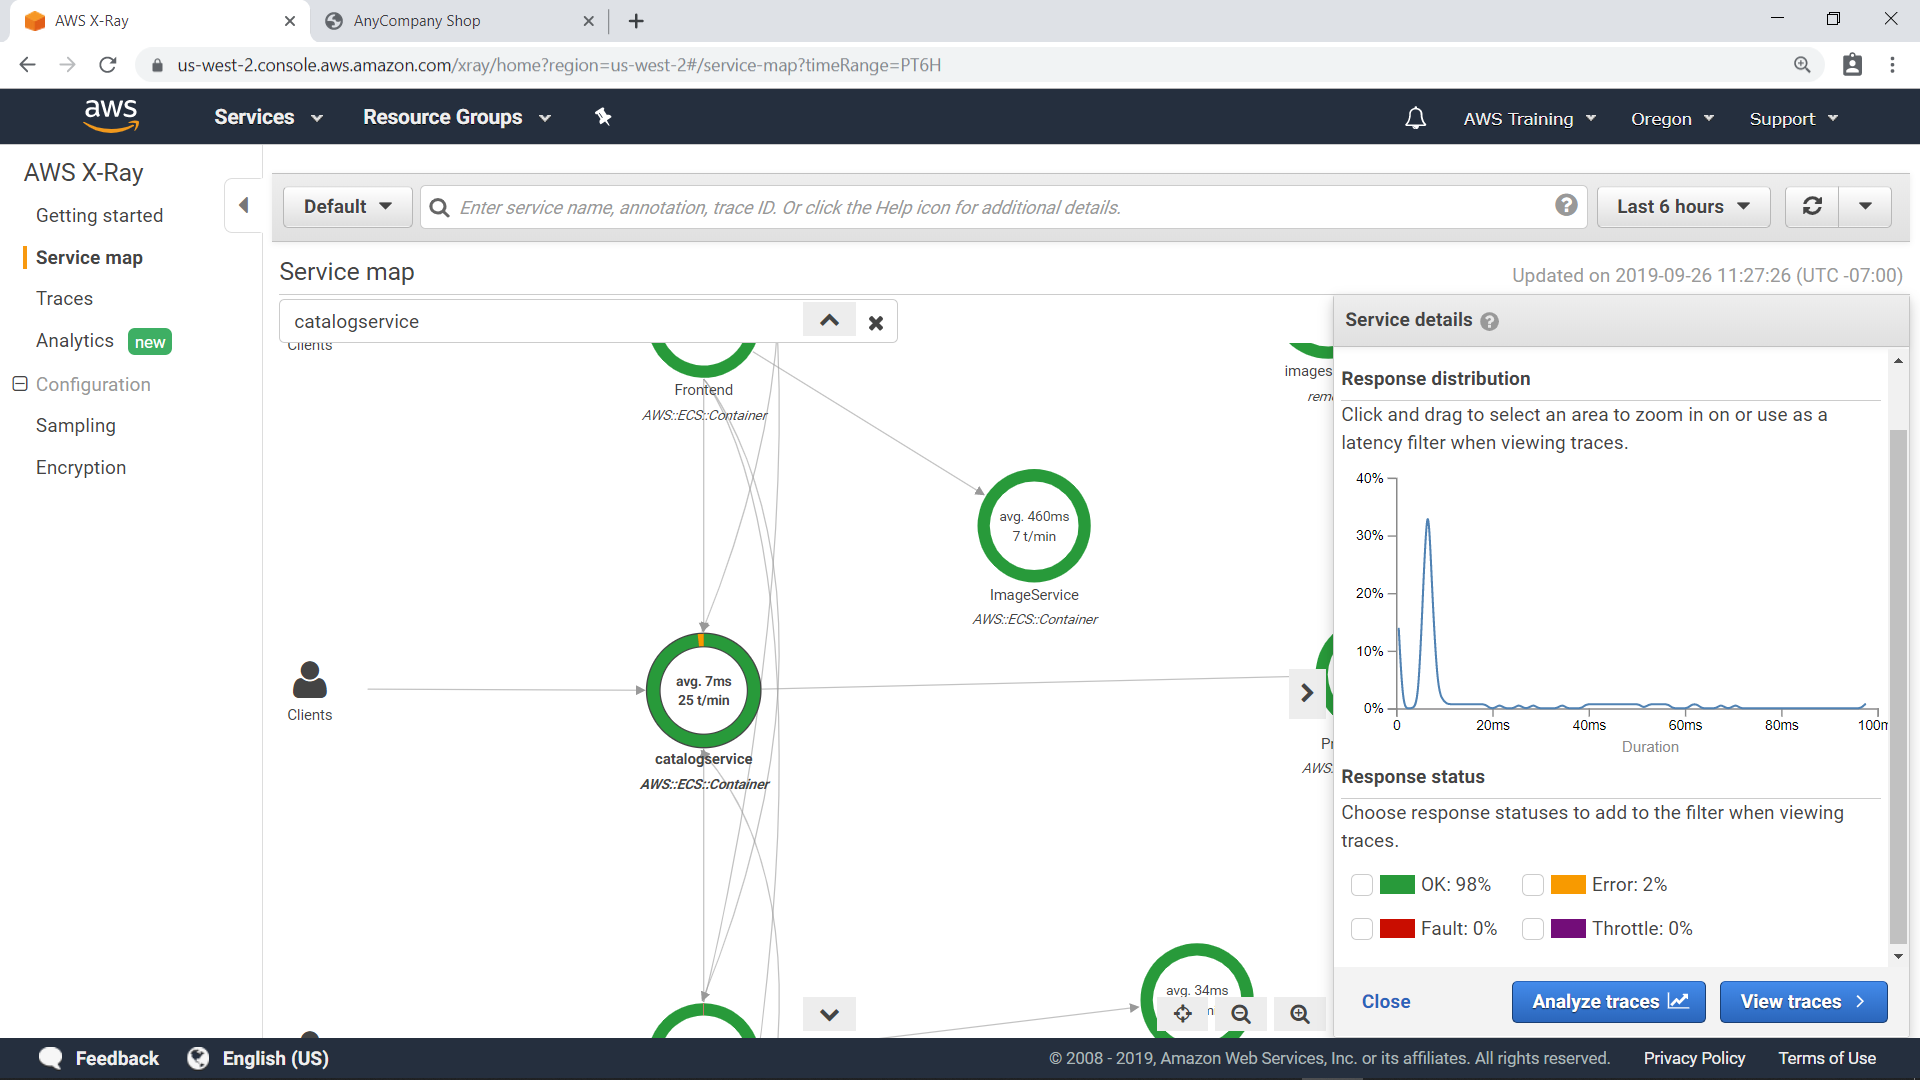 AWS X-Ray
AnyCompany Shop
us-west-2.console.aws.amazon.com/xray/home?region=us-west-2#/service-map?timeRange=PT6H
aws
Services
Resource Groups
AWS Training
Oregon
Support
AWS X-Ray
Getting started
Service map
Traces
Analytics new
Configuration
Sampling
Encryption
Default
Enter service name, annotation, trace ID. Or click the Help icon for additional details.
Last 6 hours
Service map
Updated on 2019-09-26 11:27:26 (UTC -07:00)
catalogservice
Clients
Frontend
AWS::ECS::Container
images
rem
avg. 460ms
7 t/min
ImageService
AWS::ECS::Container
Clients
avg. 7ms
25 t/min
catalogservice
AWS::ECS::Container
AWS:
avg. 34ms
Service details
Response distribution
Click and drag to select an area to zoom in on or use as a
latency filter when viewing traces.
40%
30%
20%
10%
0%
0 20ms 40ms 60ms 80ms 100m
Duration
Response status
Choose response statuses to add to the filter when viewing
traces.
OK: 98% Error: 2%
Fault: 0% Throttle: 0%
Close
Analyze traces
View traces
Feedback
English (US)
© 2008 - 2019, Amazon Web Services, Inc. or its affiliates. All rights reserved.
Privacy Policy
Terms of Use